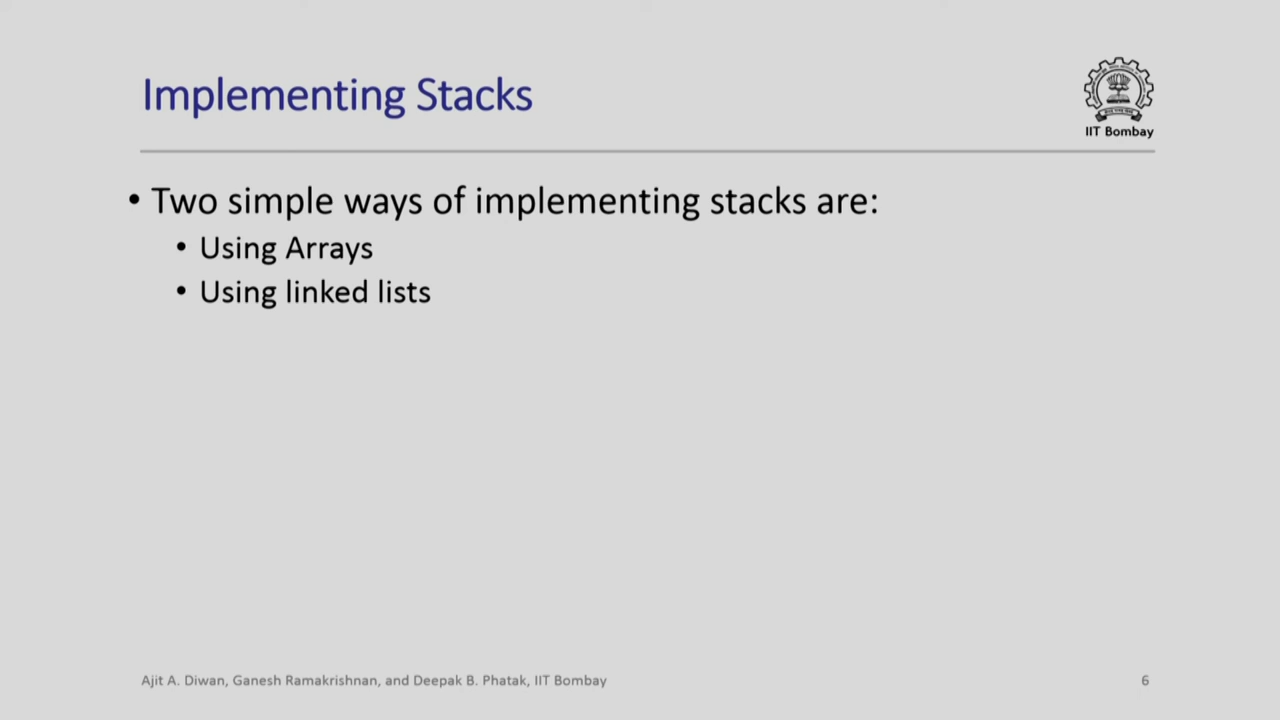 Implementing Stacks
IIT Bombay
• Two simple ways of implementing stacks are:
• Using Arrays
• Using linked lists
Ajit A. Diwan, Ganesh Ramakrishnan, and Deepak B. Phatak, IIT Bombay
6